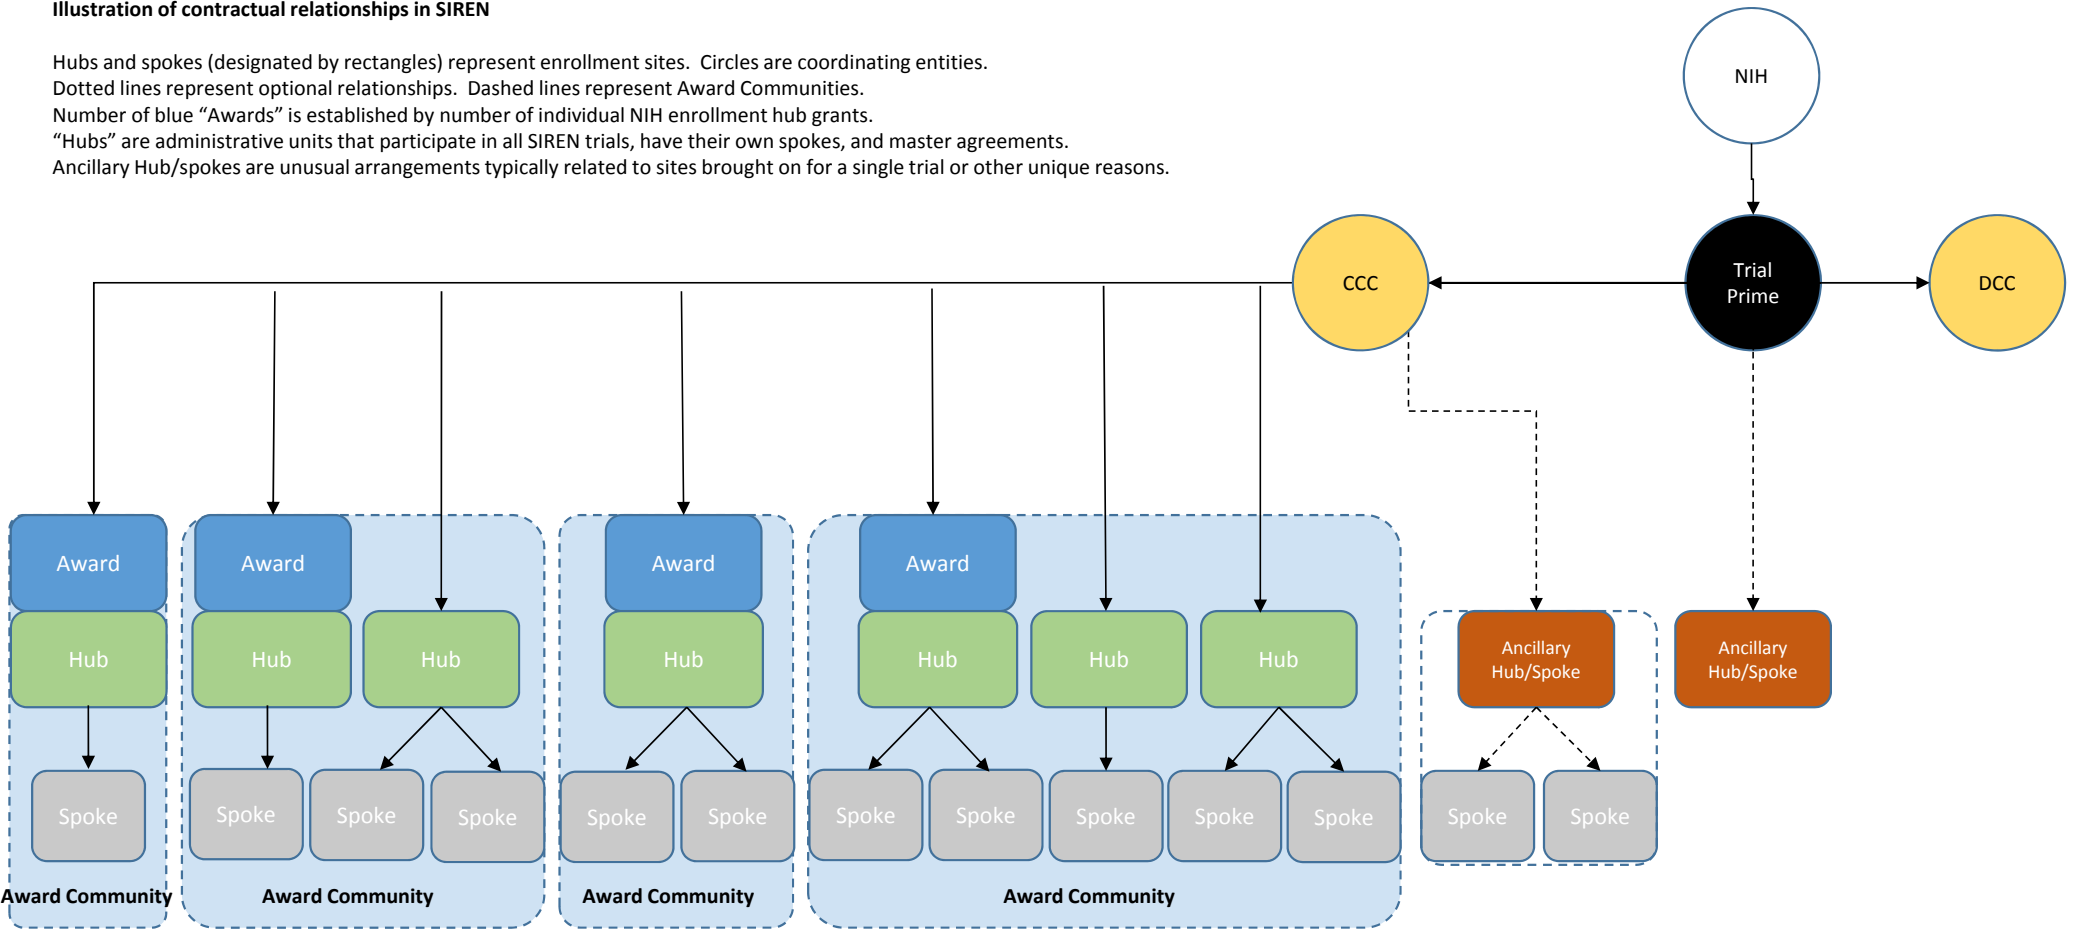 Illustration of contractual relationships in SIREN
Hubs and spokes (designated by rectangles) represent enrollment sites.  Circles are coordinating entities.
Dotted lines represent optional relationships.  Dashed lines represent Award Communities.
Number of blue “Awards” is established by number of individual NIH enrollment hub grants.
“Hubs” are administrative units that participate in all SIREN trials, have their own spokes, and master agreements.
Ancillary Hub/spokes are unusual arrangements typically related to sites brought on for a single trial or other unique reasons.
NIH
CCC
Trial
Prime
DCC
Award
Award
Award
Award
Hub
Hub
Hub
Hub
Hub
Hub
Hub
Ancillary
Hub/Spoke
Ancillary
Hub/Spoke
Spoke
Spoke
Spoke
Spoke
Spoke
Spoke
Spoke
Spoke
Spoke
Spoke
Spoke
Spoke
Spoke
Award Community
Award Community
Award Community
Award Community